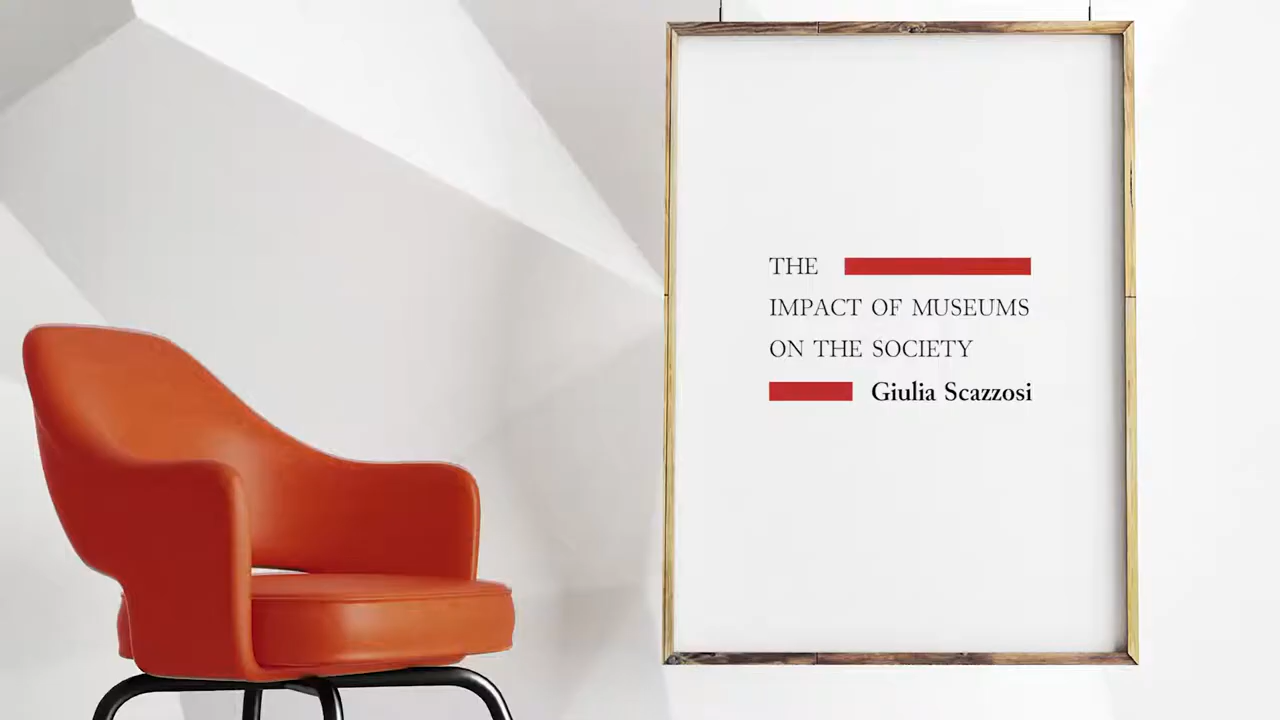 THE
IMPACT OF MUSEUMS
ON THE SOCIETY
Giulia Scazzosi